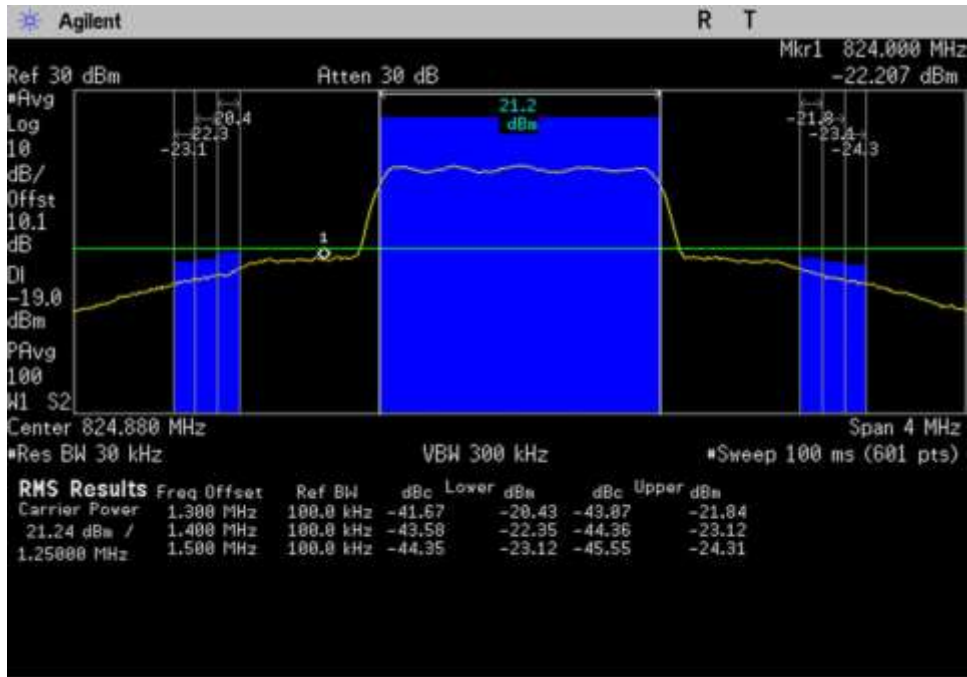 Agilent R T
Mkr1 824.000 MHz
Ref 30 dBm Atten 30 dB -22.207 dBm
#Avg
Log
10
dB/
Offst
10.1
dB
DI
-19.0
dBm
PAvg
100
W1 S2
21.2
dBm
20.4
-22.3
-23.1
-21.8
-23.1
-24.3
1
Center 824.880 MHz Span 4 MHz
#Res BW 30 kHz VBW 300 kHz #Sweep 100 ms (601 pts)
RMS Results Freq Offset Ref BW dBc Lower dBm dBc Upper dBm
Carrier Power 1.300 MHz 100.0 kHz -41.67 -20.43 -43.07 -21.84
21.24 dBm / 1.400 MHz 100.0 kHz -43.58 -22.35 -44.36 -23.12
1.25000 MHz 1.500 MHz 100.0 kHz -44.35 -23.12 -45.55 -24.31